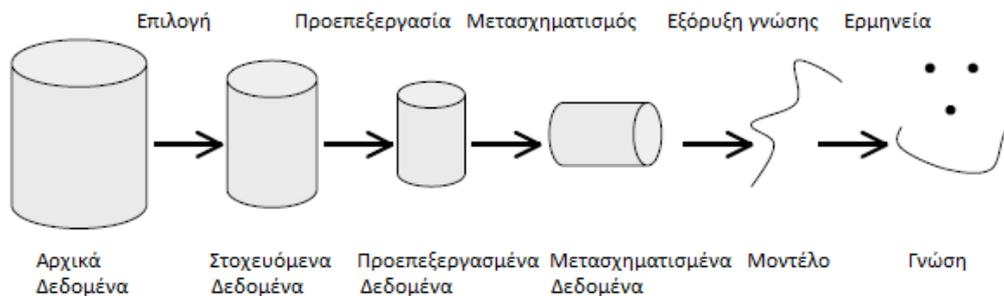 Επιλογή Προεπεξεργασία Μετασχηματισμός Εξόρυξη γνώσης Ερμηνεία
Αρχικά Στοχευόμενα Προεπεξεργασμένα Μετασχηματισμένα Μοντέλο Γνώση
Δεδομένα Δεδομένα Δεδομένα Δεδομένα